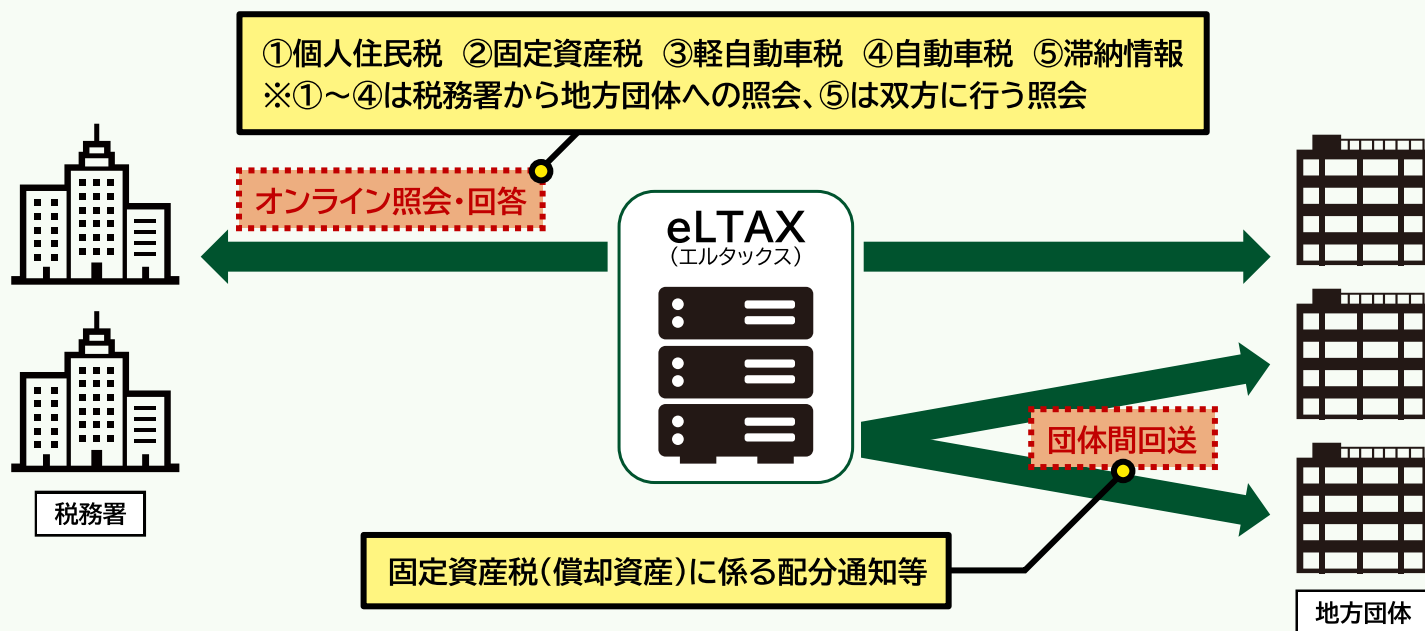 ①個人住民税 ②固定資産税 ③軽自動車税 ④自動車税 ⑤滞納情報
※①～④は税務署から地方団体への照会、⑤は双方に行う照会
オンライン照会・回答
eLTAX
（エルタックス）
団体間回送
税務署
固定資産税（償却資産）に係る配分通知等
地方団体